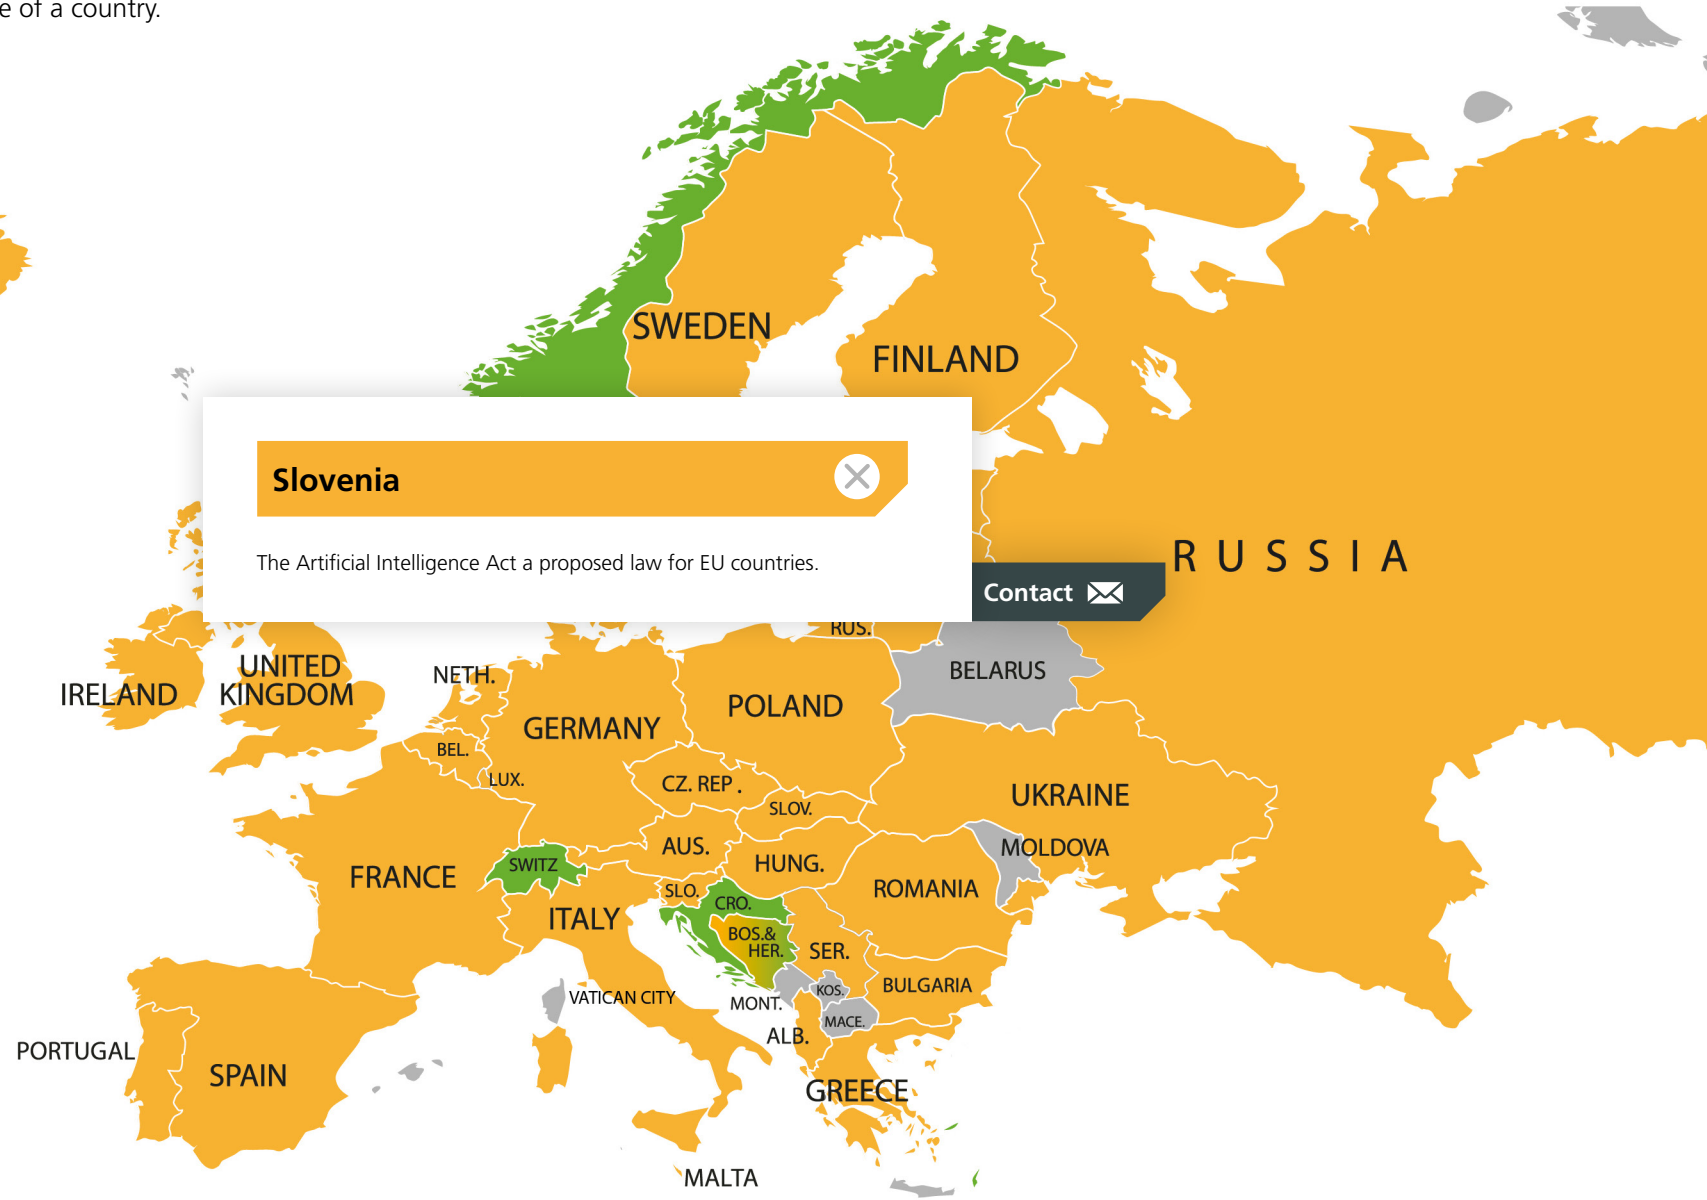 e of a country.
SWEDEN
FINLAND
Slovenia
The Artificial Intelligence Act a proposed law for EU countries.
RUSSIA
Contact
RUS.
BELARUS
UNITED
KINGDOM
IRELAND
NETH.
POLAND
GERMANY
BEL.
LUX.
CZ. REP.
SLOV.
UKRAINE
AUS.
MOLDOVA
HUNG.
SWITZ
FRANCE
ROMANIA
SLO.
CRO.
ITALY
BOS.&
HER.
SER.
BULGARIA
KOS.
VATICAN CITY
MONT.
MACE.
ALB.
PORTUGAL
SPAIN
GREECE
MALTA